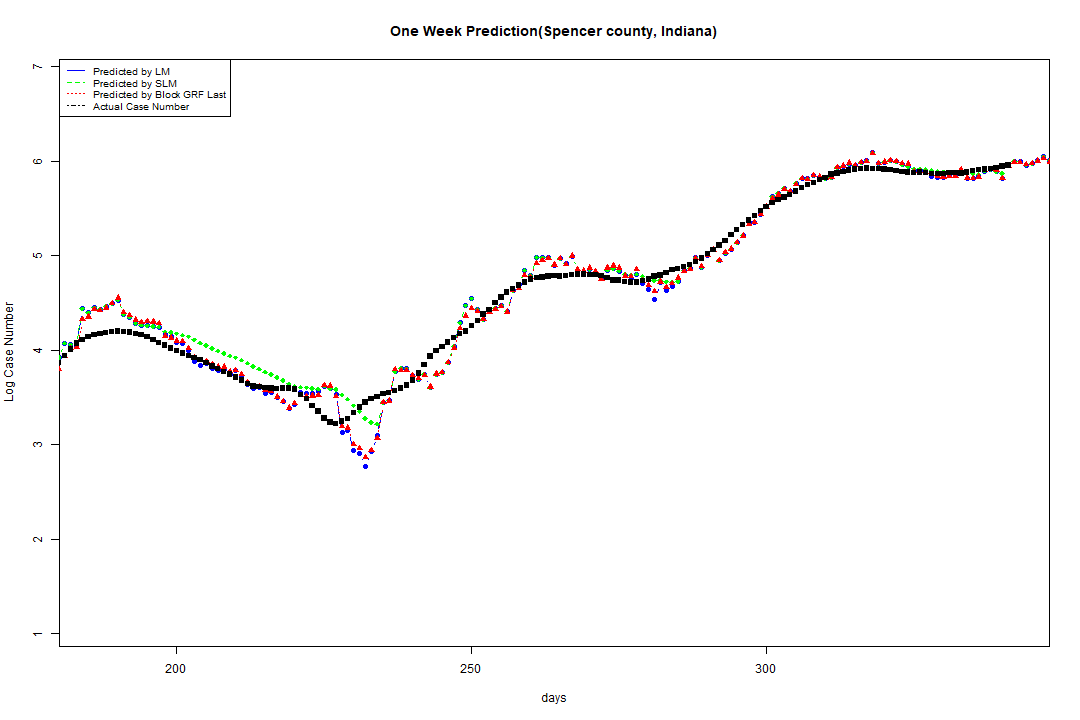 One Week Prediction(Spencer county, Indiana)
Predicted by LM
Predicted by SLM
Predicted by Block GRF Last
Actual Case Number
7
6
5
4
3
2
1
Log Case Number
200 250 300
days